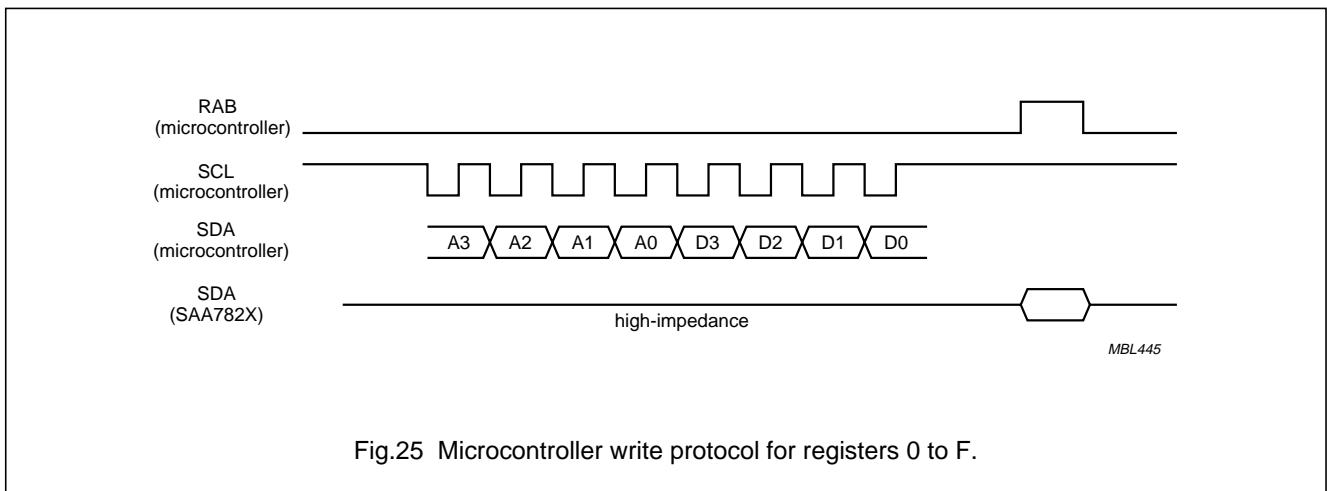 RAB
(microcontroller)
SCL
(microcontroller)
SDA
(microcontroller)
A3 A2 A1 A0 D3 D2 D1 D0
SDA
(SAA782X)
high-impedance
MBL445
Fig.25 Microcontroller write protocol for registers 0 to F.